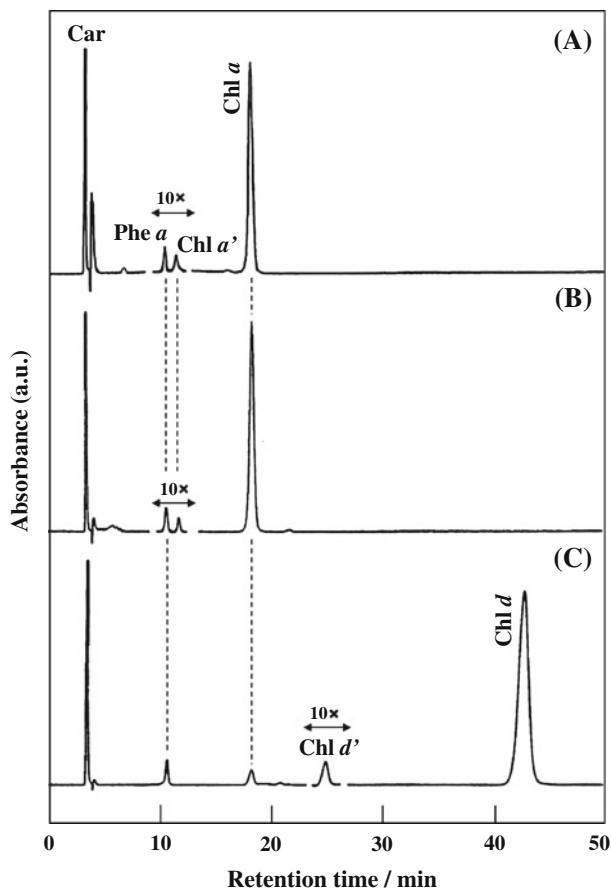 Car
(A)
Chl a
10×
Phe a
Chl a’
(B)
10×
Absorbance (a.u.)
(C)
Chl d
10×
Chl d’
0 10 20 30 40 50
Retention time / min